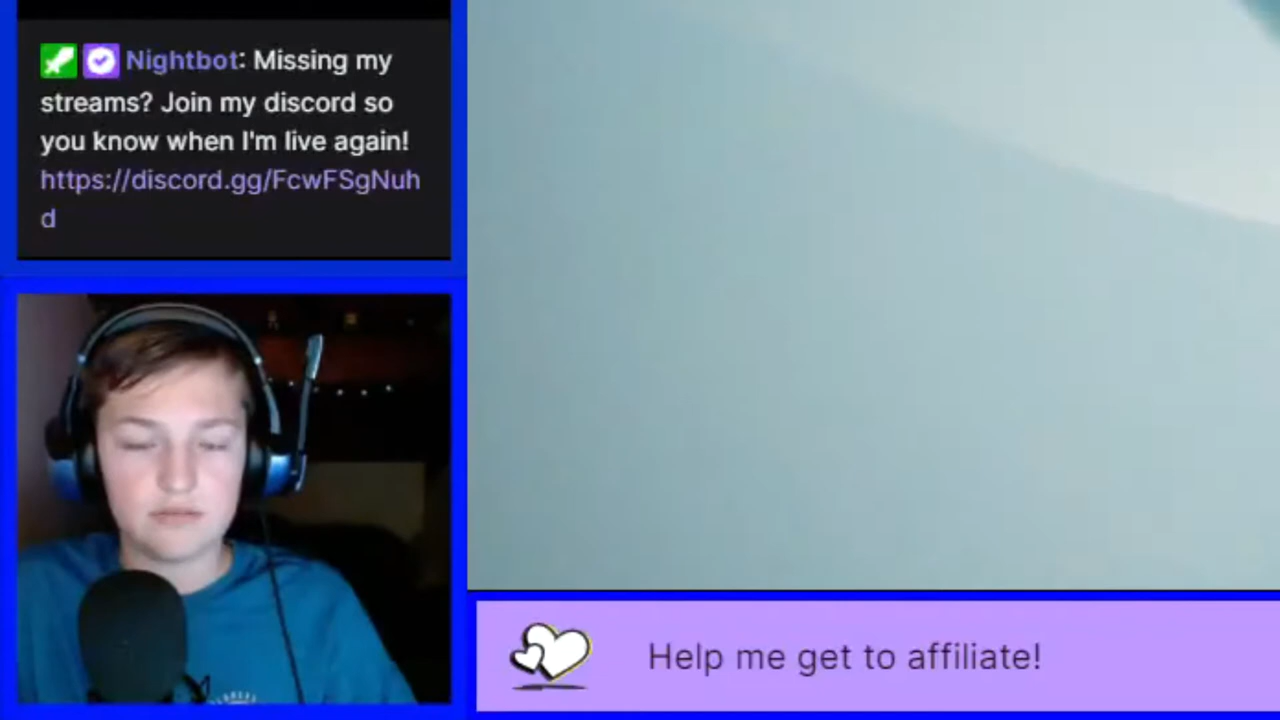 Nightbot: Missing my
streams? Join my discord so
you know when I'm live again!
https://discord.gg/FcwFSgNuh
d
Help me get to affiliate!